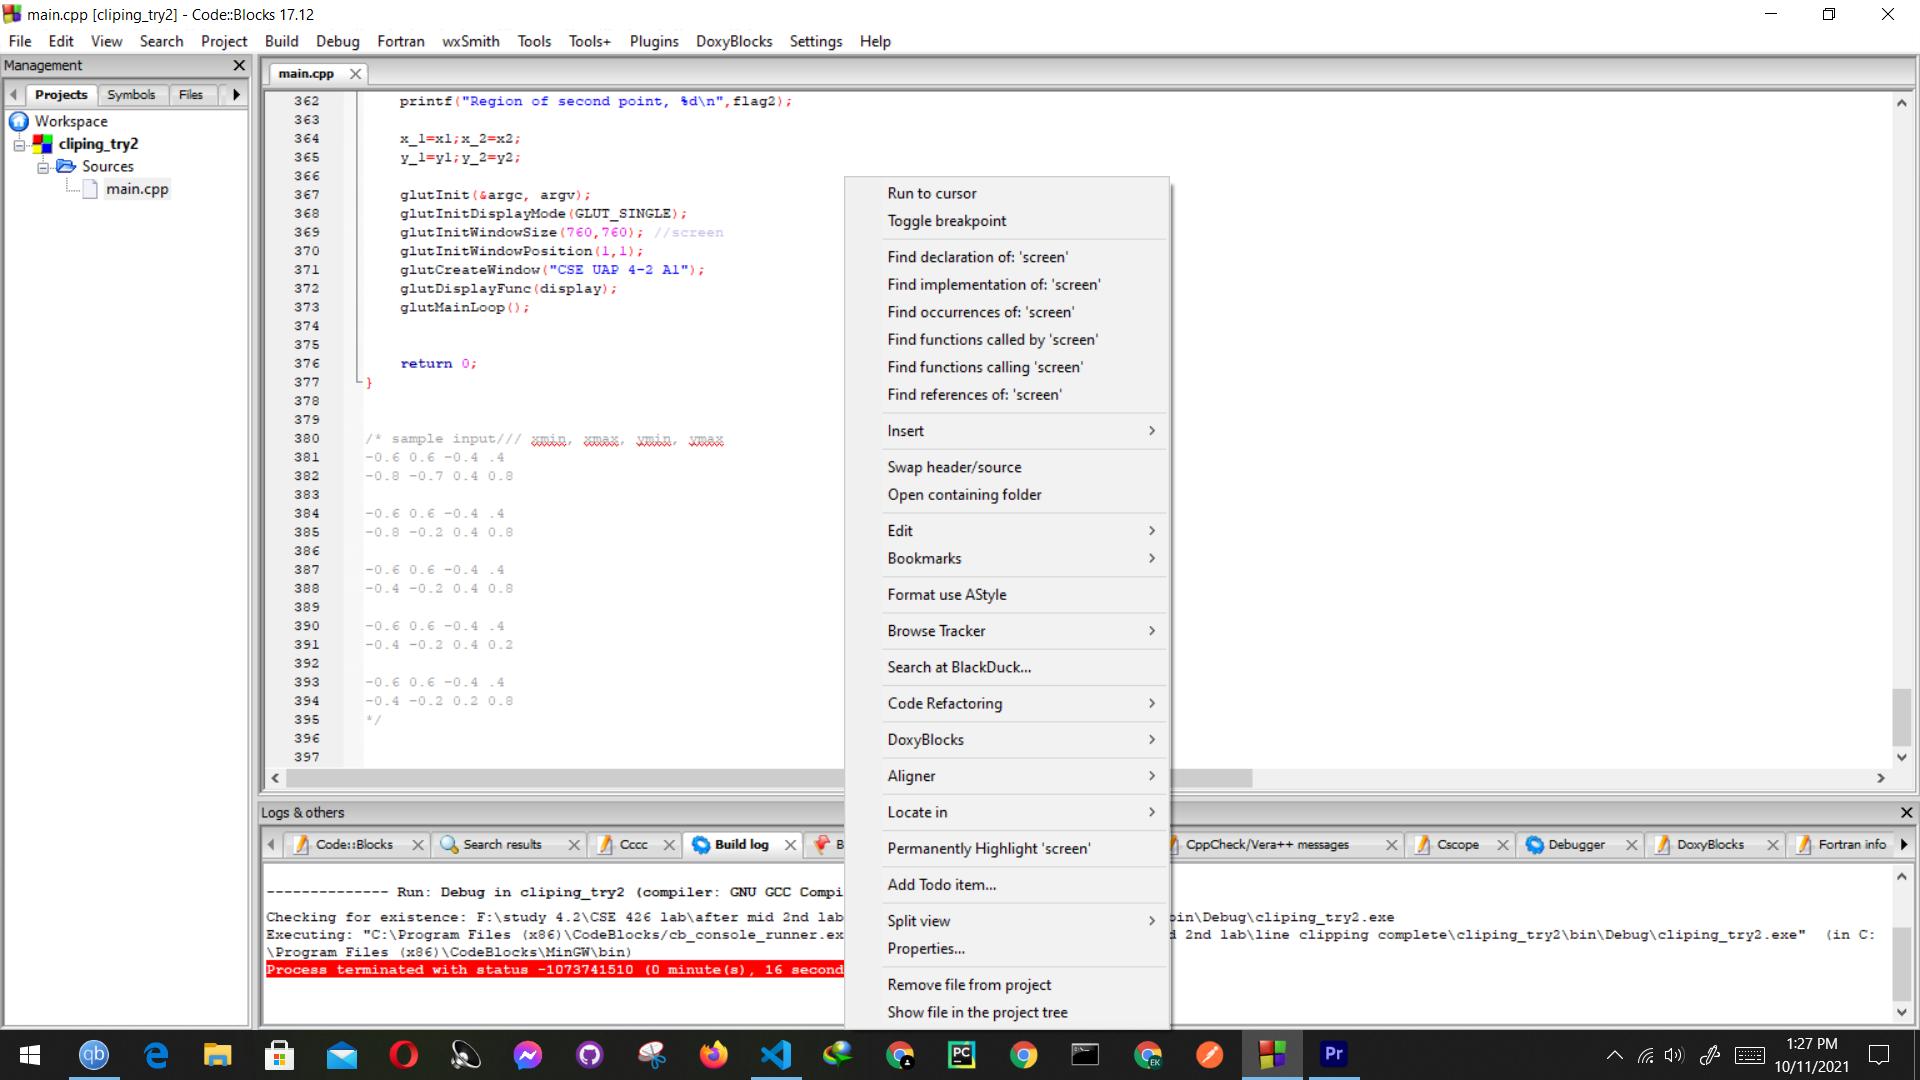 main.cpp [cliping_try2] - Code::Blocks 17.12
File Edit View Search Project Build Debug Fortran wxSmith Tools Tools+ Plugins DoxyBlocks Settings Help
Management
Projects Symbols Files
Workspace
cliping_try2
Sources
main.cpp
main.cpp
362 printf("Region of second point, %d\n",flag2);
363
364 x_1=x1;x_2=x2;
365 y_1=y1;y_2=y2;
366
367 glutInit(&argc, argv);
368 glutInitDisplayMode(GLUT_SINGLE);
369 glutInitWindowSize(760,760); //screen
370 glutInitWindowPosition(1,1);
371 glutCreateWindow("CSE UAP 4-2 A1");
372 glutDisplayFunc(display);
373 glutMainLoop();
374
375
376 return 0;
377 }
378
379
380 /* sample input/// xmin, xmax, ymin, ymax
381 -0.6 0.6 -0.4 .4
382 -0.8 -0.7 0.4 0.8
383
384 -0.6 0.6 -0.4 .4
385 -0.8 -0.2 0.4 0.8
386
387 -0.6 0.6 -0.4 .4
388 -0.4 -0.2 0.4 0.8
389
390 -0.6 0.6 -0.4 .4
391 -0.4 -0.2 0.4 0.2
392
393 -0.6 0.6 -0.4 .4
394 -0.4 -0.2 0.2 0.8
395 */
396
397
Run to cursor
Toggle breakpoint
Find declaration of: 'screen'
Find implementation of: 'screen'
Find occurrences of: 'screen'
Find functions called by 'screen'
Find functions calling 'screen'
Find references of: 'screen'
Insert
Swap header/source
Open containing folder
Edit
Bookmarks
Format use AStyle
Browse Tracker
Search at BlackDuck...
Code Refactoring
DoxyBlocks
Aligner
Locate in
Permanently Highlight 'screen'
Add Todo item...
Split view
Properties...
Remove file from project
Show file in the project tree
Logs & others
Code::Blocks Search results Cccc Build log B CppCheck/Vera++ messages Cscope Debugger DoxyBlocks Fortran info
-------------- Run: Debug in cliping_try2 (compiler: GNU GCC Compi
Checking for existence: F:\study 4.2\CSE 426 lab\after mid 2nd lab bin\Debug\cliping_try2.exe
Executing: "C:\Program Files (x86)\CodeBlocks/cb_console_runner.ex d 2nd lab\line clipping complete\cliping_try2\bin\Debug\cliping_try2.exe" (in C:
\Program Files (x86)\CodeBlocks\MinGW\bin)
Process terminated with status -1073741510 (0 minute(s), 16 second
qb
PC
EK
Pr
1:27 PM
10/11/2021